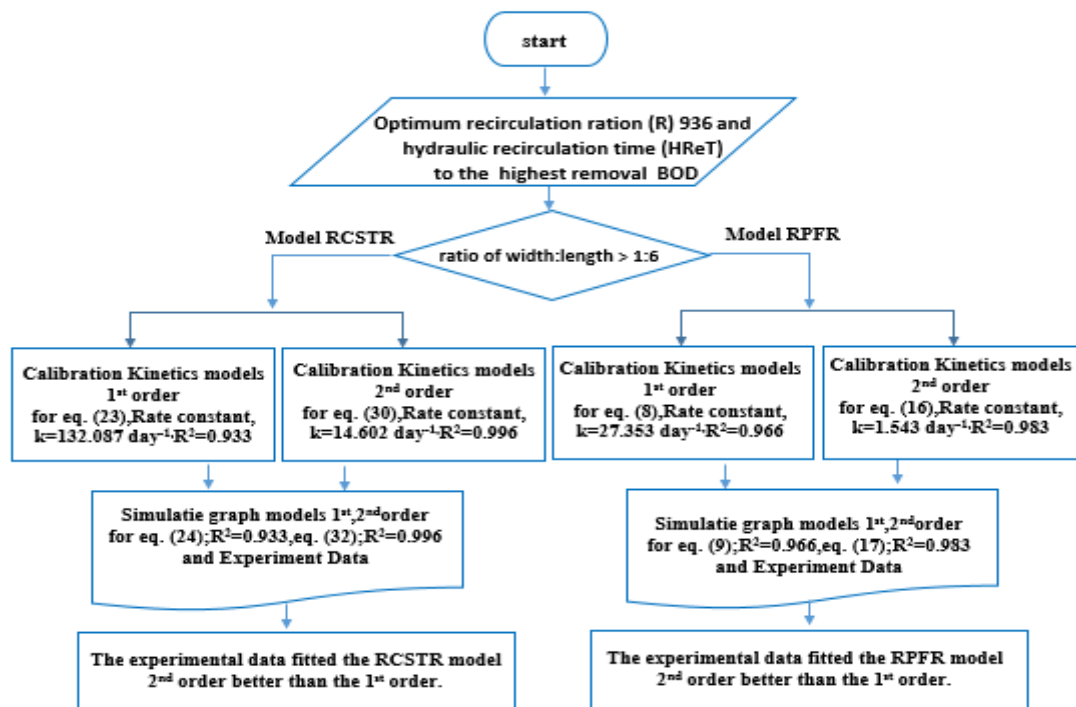 start
Optimum recirculation ration (R) 936 and
hydraulic recirculation time (HReT)
to the highest removal BOD
Model RCSTR
Model RPFR
ratio of width:length > 1:6
Calibration Kinetics models
1st order
for eq. (23),Rate constant,
k=132.087 day-1,R2=0.933
Calibration Kinetics models
2nd order
for eq. (30),Rate constant,
k=14.602 day-1,R2=0.996
Calibration Kinetics models
1st order
for eq. (8),Rate constant,
k=27.353 day-1,R2=0.966
Calibration Kinetics models
2nd order
for eq. (16),Rate constant,
k=1.543 day-1,R2=0.983
Simulatie graph models 1st,2nd order
for eq. (24);R2=0.933,eq. (32);R2=0.996
and Experiment Data
Simulatie graph models 1st,2nd order
for eq. (9);R2=0.966,eq. (17);R2=0.983
and Experiment Data
The experimental data fitted the RCSTR model
2nd order better than the 1st order.
The experimental data fitted the RPFR model
2nd order better than the 1st order.